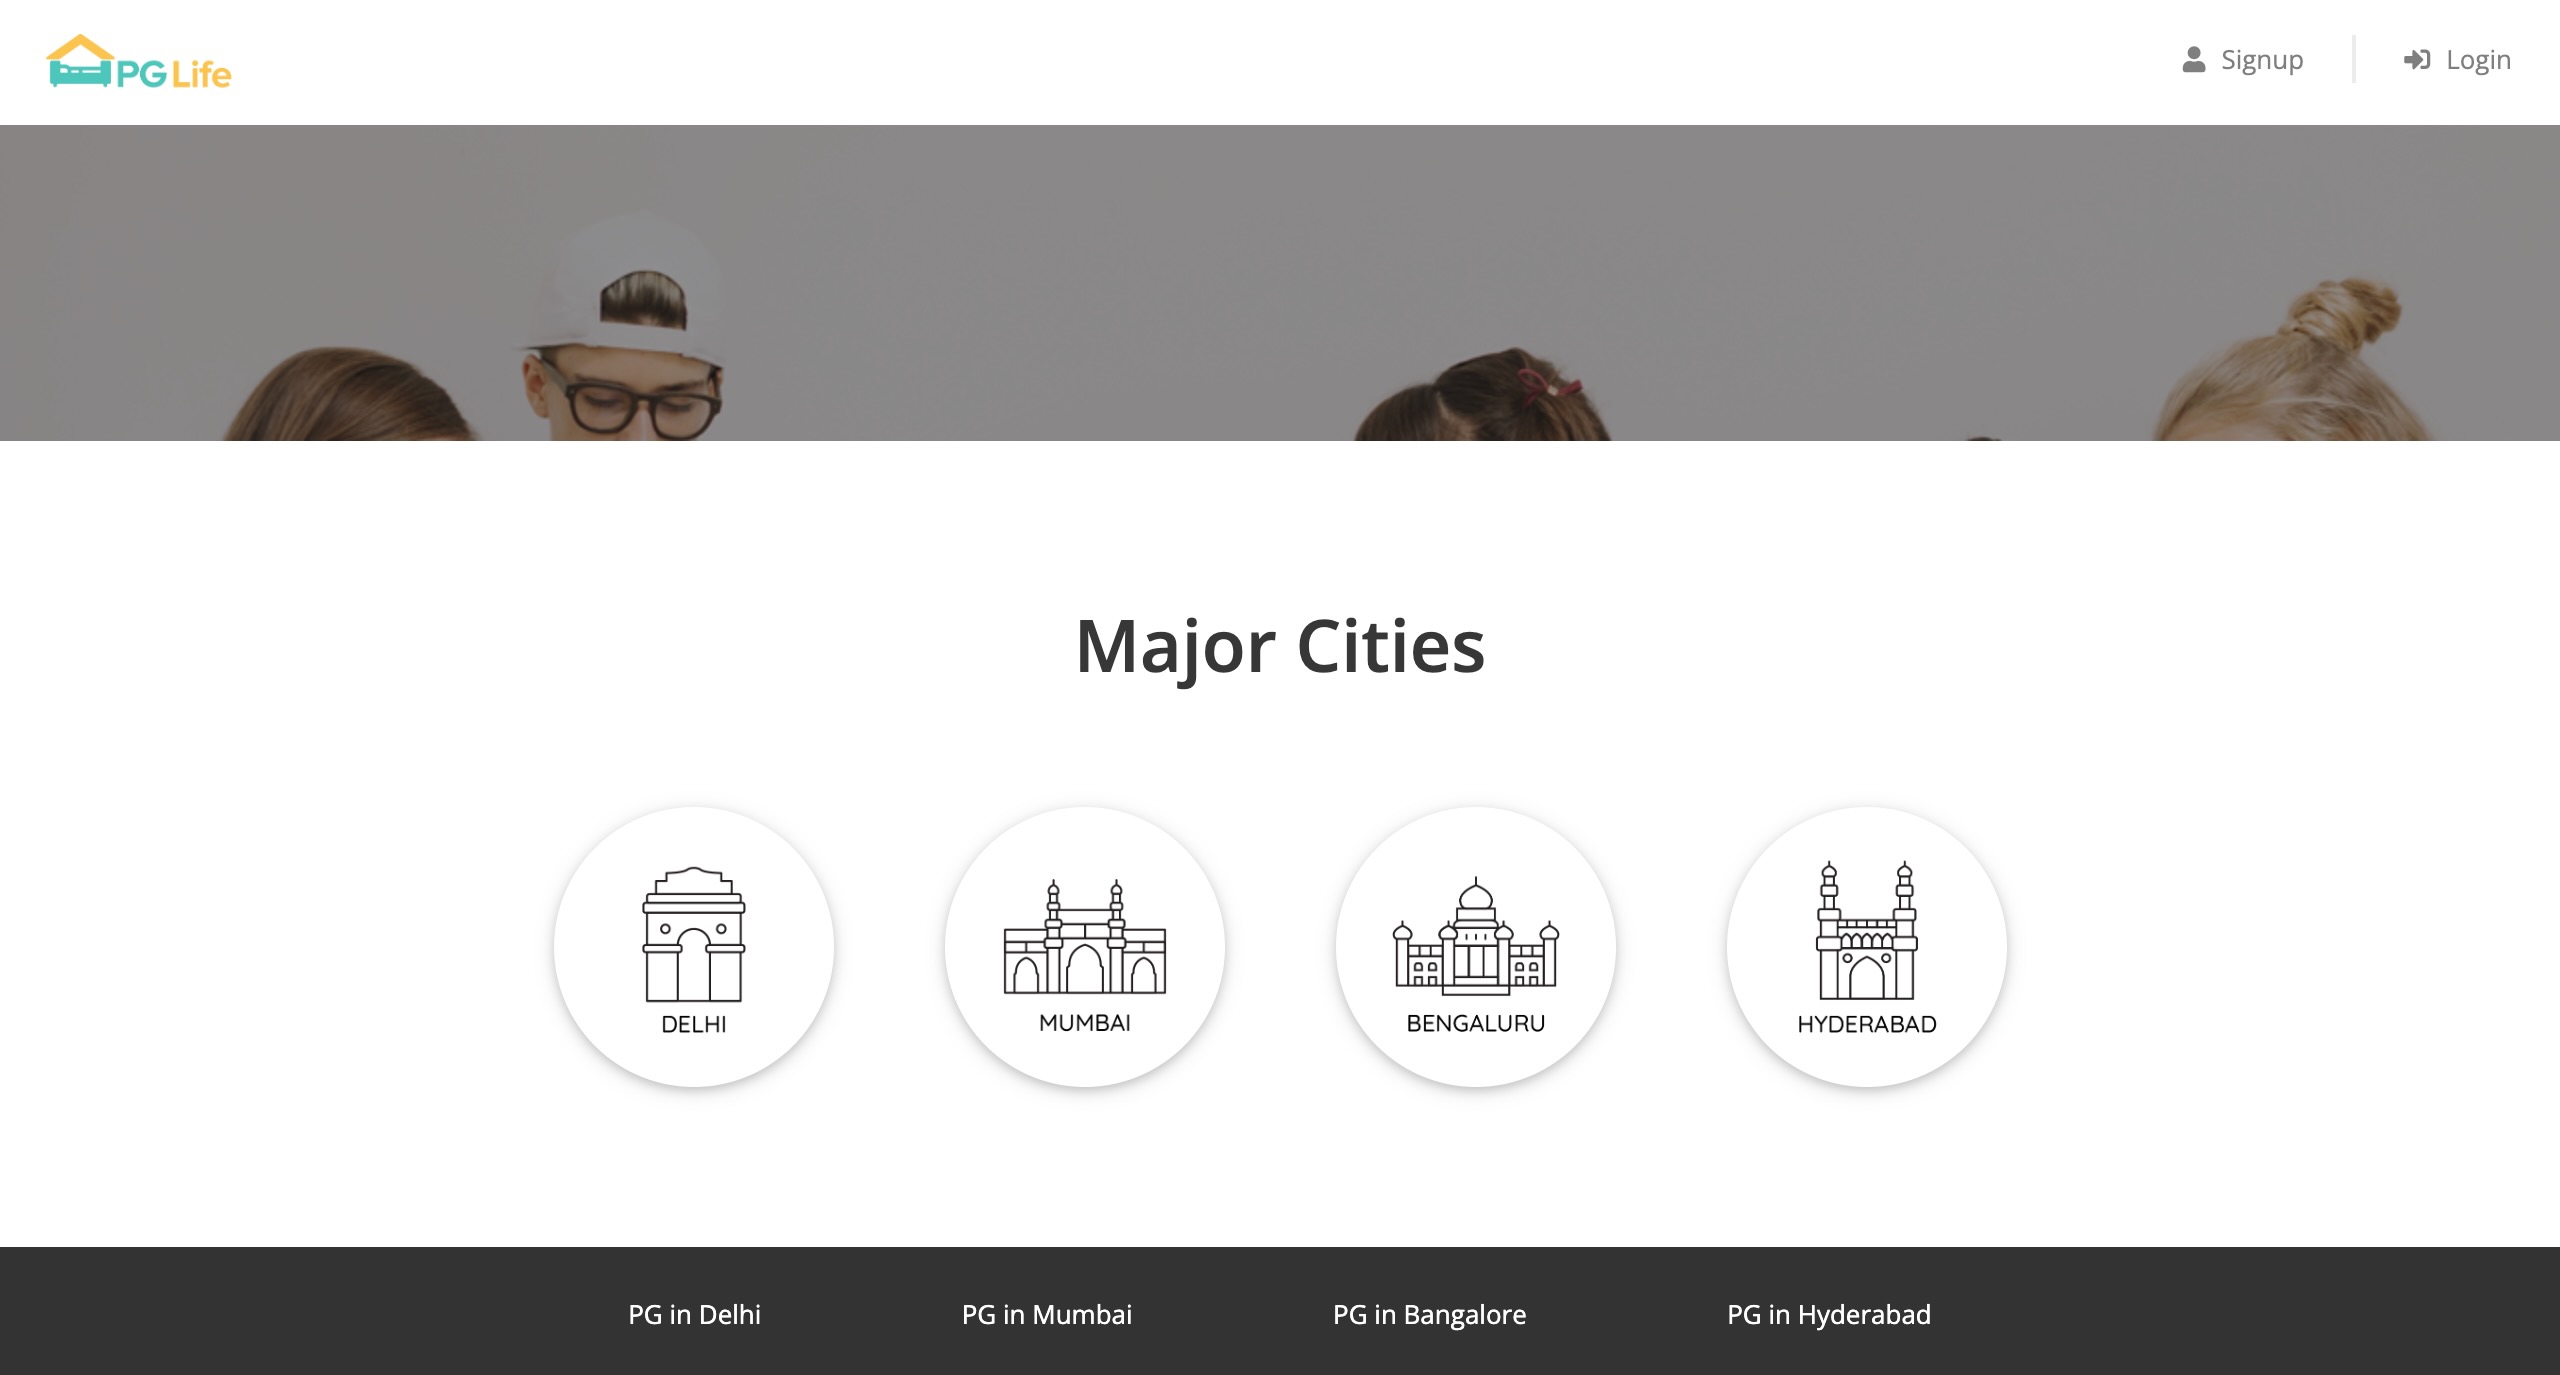 PG Life
Signup
Login
Major Cities
DELHI
MUMBAI
BENGALURU
HYDERABAD
PG in Delhi
PG in Mumbai
PG in Bangalore
PG in Hyderabad